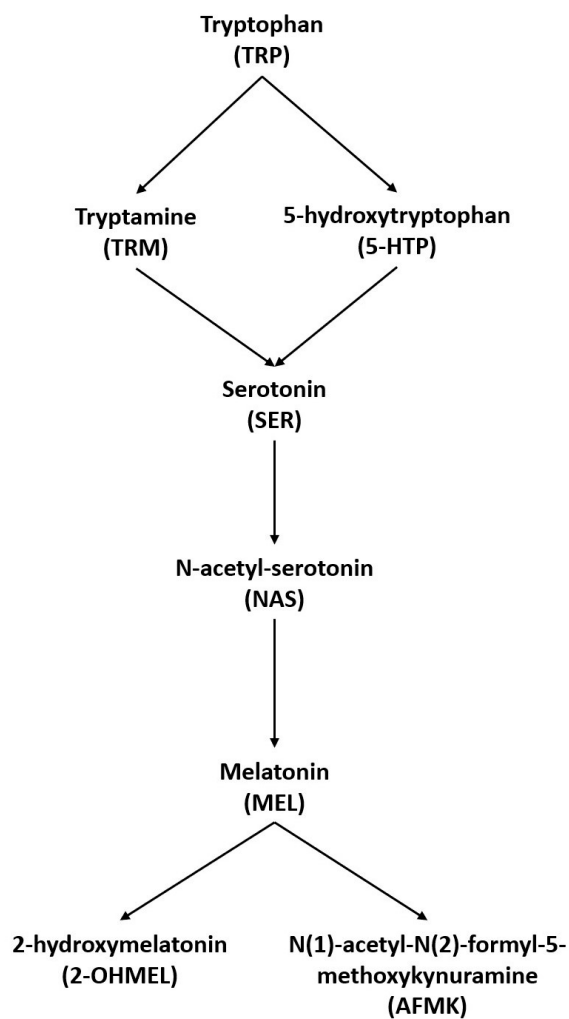 Tryptophan
(TRP)
Tryptamine
(TRM)
5-hydroxytryptophan
(5-HTP)
Serotonin
(SER)
N-acetyl-serotonin
(NAS)
Melatonin
(MEL)
2-hydroxymelatonin
(2-OHMEL)
N(1)-acetyl-N(2)-formyl-5-
methoxykynuramine
(AFMK)